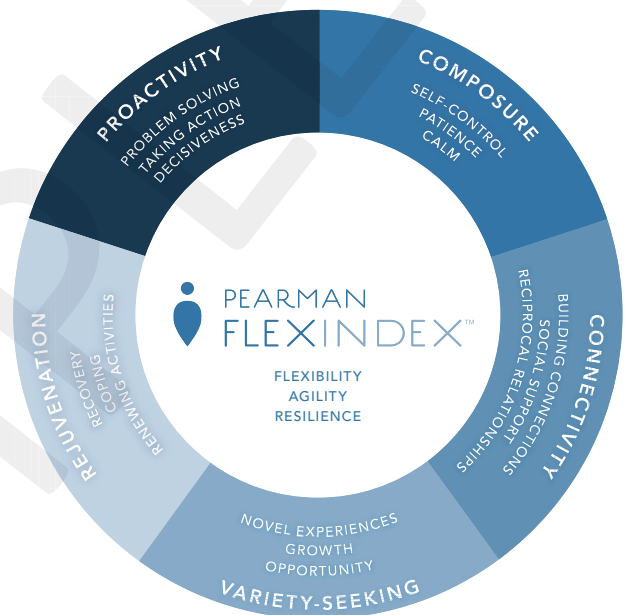 PROACTIVITY
PROBLEM SOLVING
TAKING ACTION
DECISIVENESS
COMPOSURE
SELF-CONTROL
PATIENCE
CALM
CONNECTIVITY
BUILDING CONNECTIONS
SOCIAL SUPPORT
RECIPROCAL RELATIONSHIPS
NOVEL EXPERIENCES
GROWTH
OPPORTUNITY
VARIETY-SEEKING
REJUVENATION
RECOVERY
COPING
RENEWING ACTIVITIES
PEARMAN
FLEXINDEX™
FLEXIBILITY
AGILITY
RESILIENCE